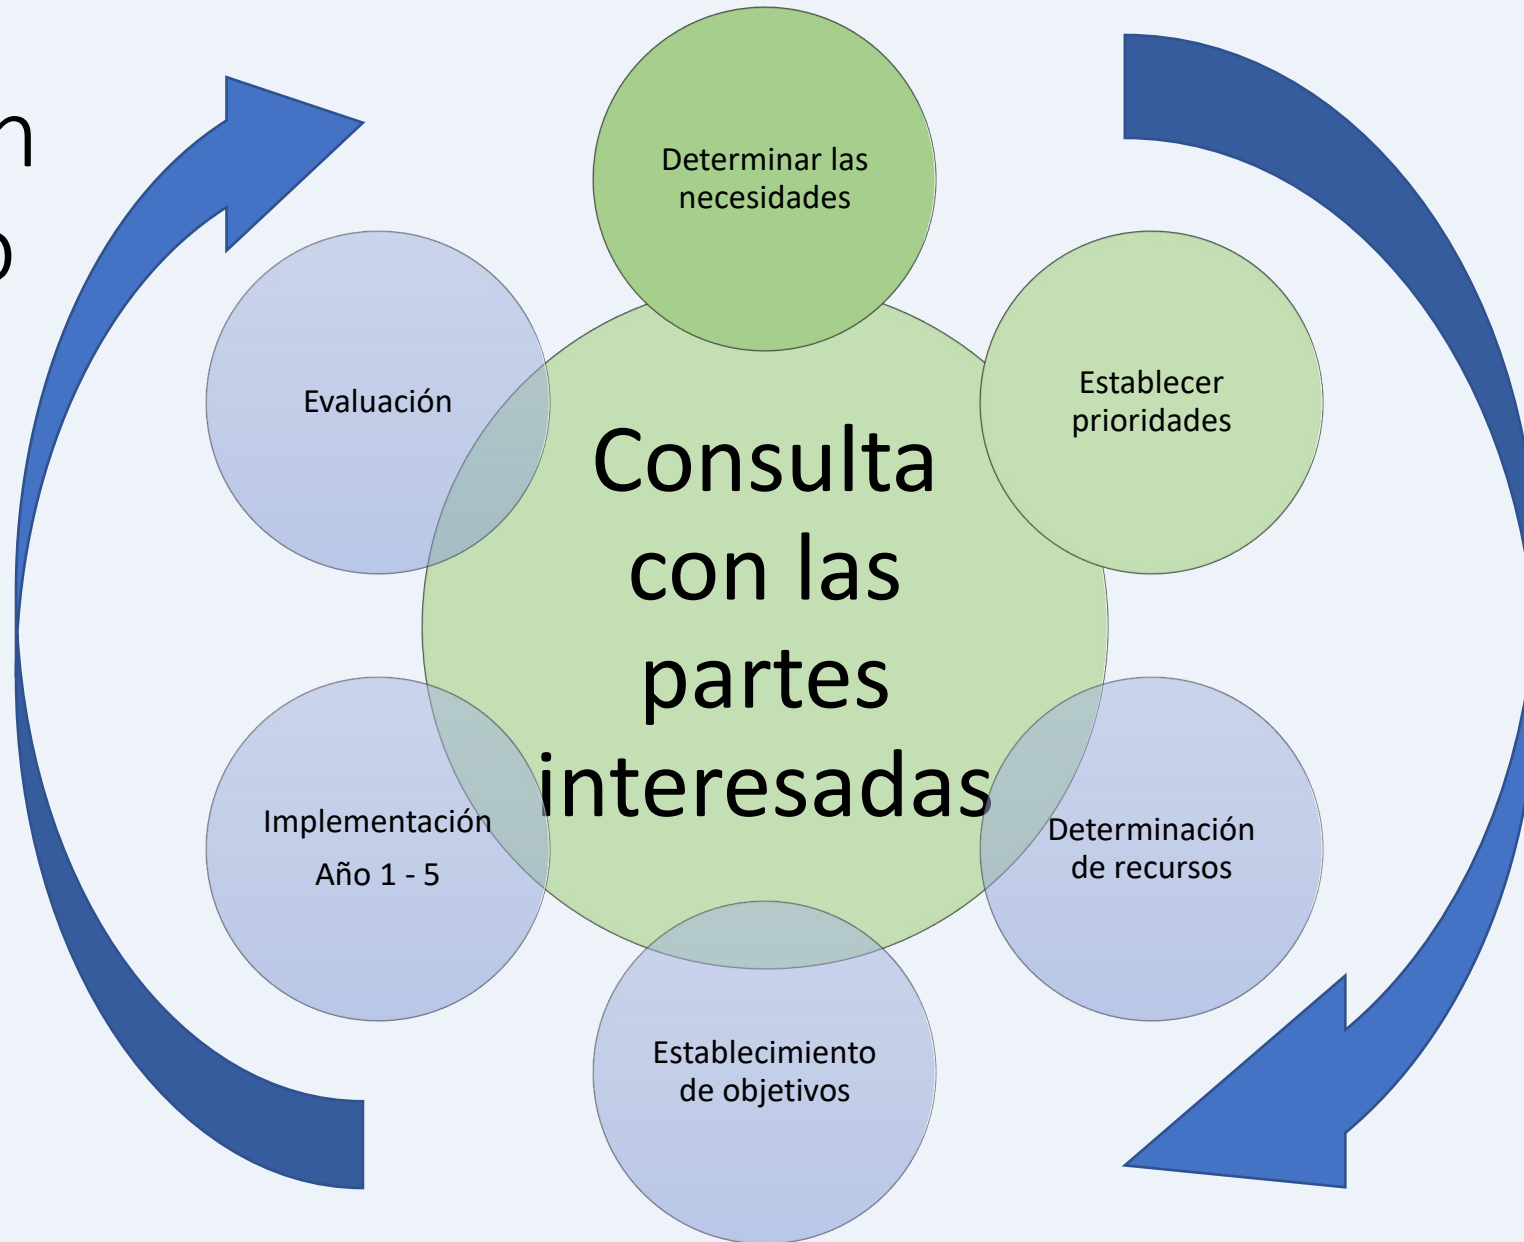 Determinar las
necesidades
Establecer
prioridades
Determinación
de recursos
Establecimiento
de objetivos
Implementación
Año 1 - 5
Evaluación
Consulta
con las
partes
interesadas